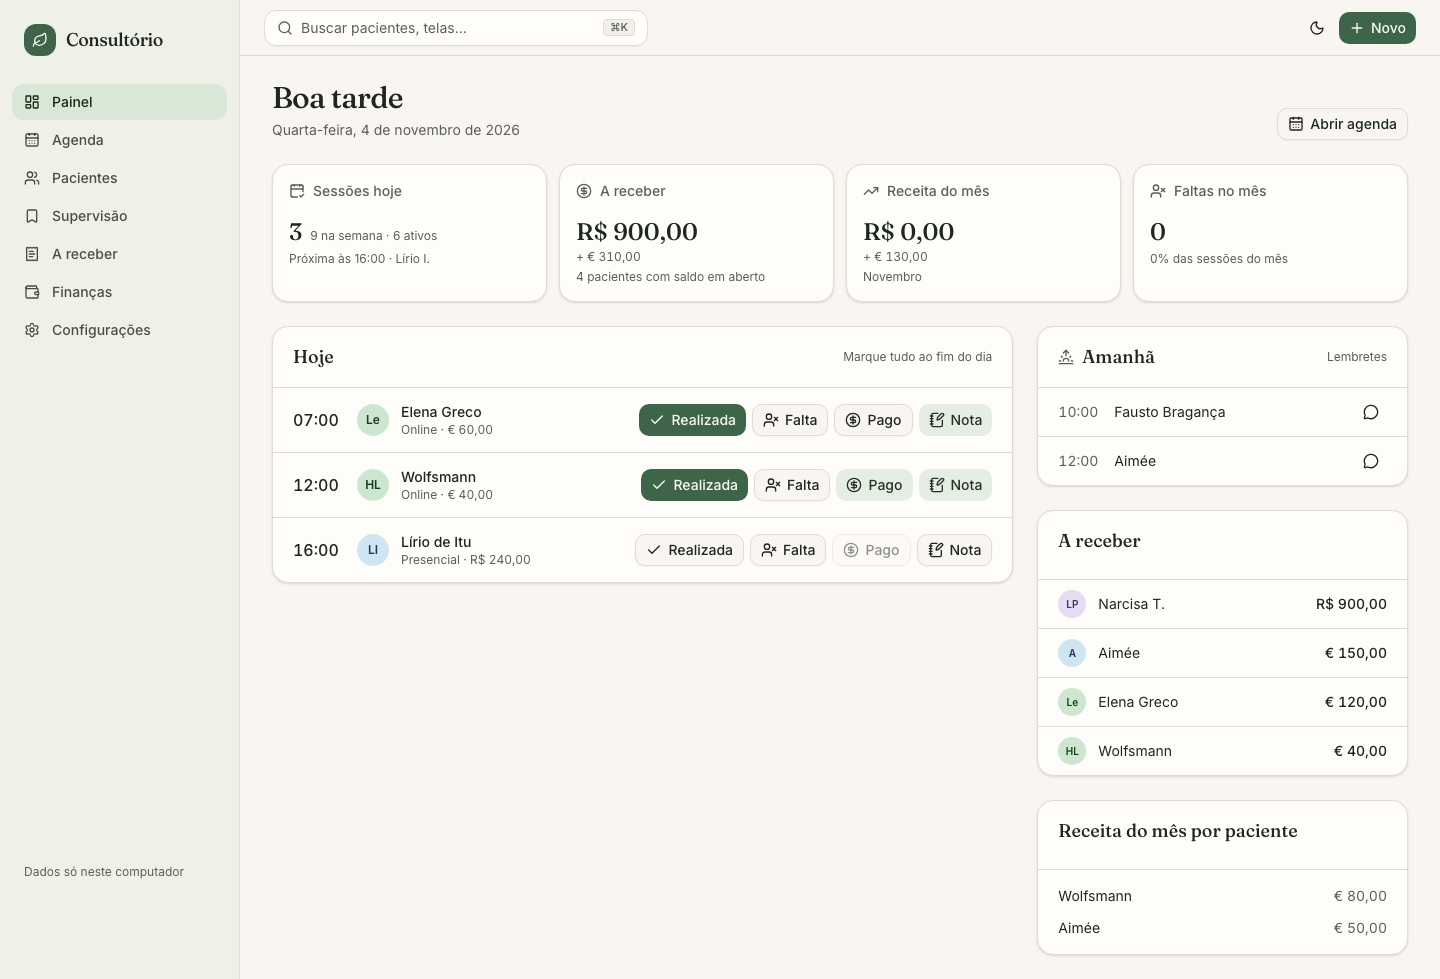 Consultório
Buscar pacientes, telas...
⌘K
Novo
Painel
Agenda
Pacientes
Supervisão
A receber
Finanças
Configurações
Dados só neste computador
Boa tarde
Quarta-feira, 4 de novembro de 2026
Abrir agenda
Sessões hoje
3 9 na semana · 6 ativos
Próxima às 16:00 · Lírio I.
A receber
R$ 900,00
+ € 310,00
4 pacientes com saldo em aberto
Receita do mês
R$ 0,00
+ € 130,00
Novembro
Faltas no mês
0
0% das sessões do mês
Hoje
Marque tudo ao fim do dia
07:00 Le Elena Greco Realizada Falta Pago Nota
Online · € 60,00
12:00 HL Wolfsmann Realizada Falta Pago Nota
Online · € 40,00
16:00 LI Lírio de Itu Realizada Falta Pago Nota
Presencial · R$ 240,00
Amanhã
Lembretes
10:00 Fausto Bragança
12:00 Aimée
A receber
LP Narcisa T. R$ 900,00
A Aimée € 150,00
Le Elena Greco € 120,00
HL Wolfsmann € 40,00
Receita do mês por paciente
Wolfsmann € 80,00
Aimée € 50,00